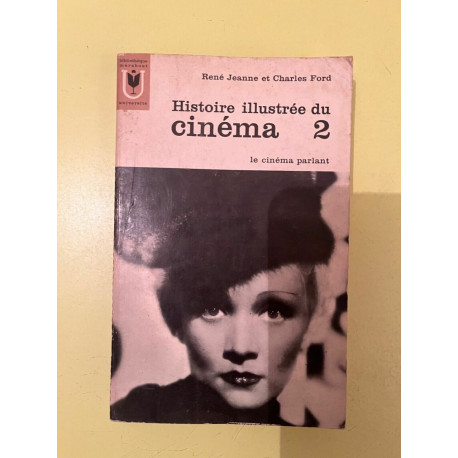 bibliothèque
marabout
université
René Jeanne et Charles Ford
Histoire illustrée du
cinéma 2
le cinéma parlant